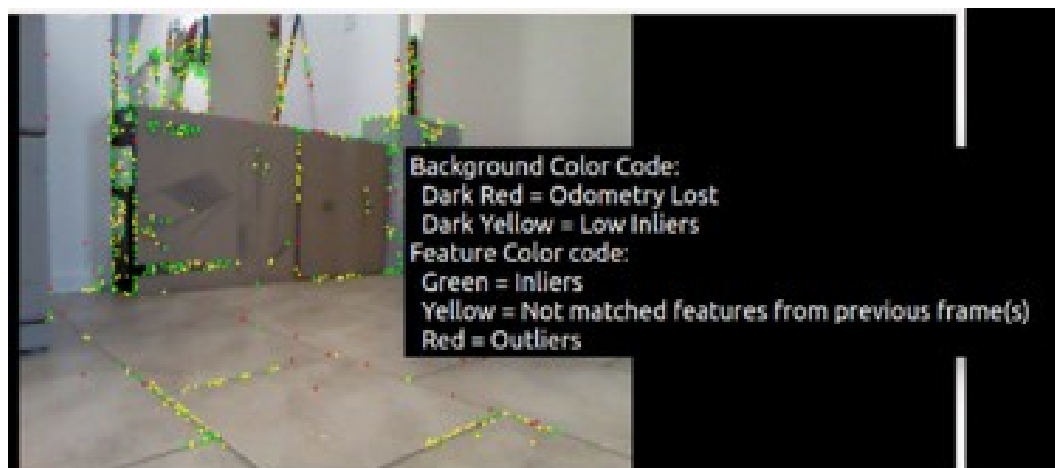 Background Color Code:
Dark Red = Odometry Lost
Dark Yellow = Low Inliers
Feature Color code:
Green = Inliers
Yellow = Not matched features from previous frame(s)
Red = Outliers